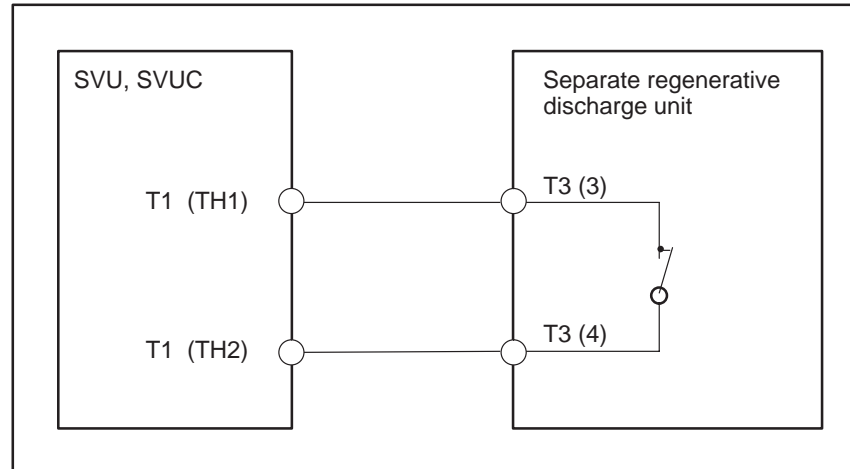 SVU, SVUC
Separate regenerative
discharge unit
T1 (TH1)
T3 (3)
T1 (TH2)
T3 (4)